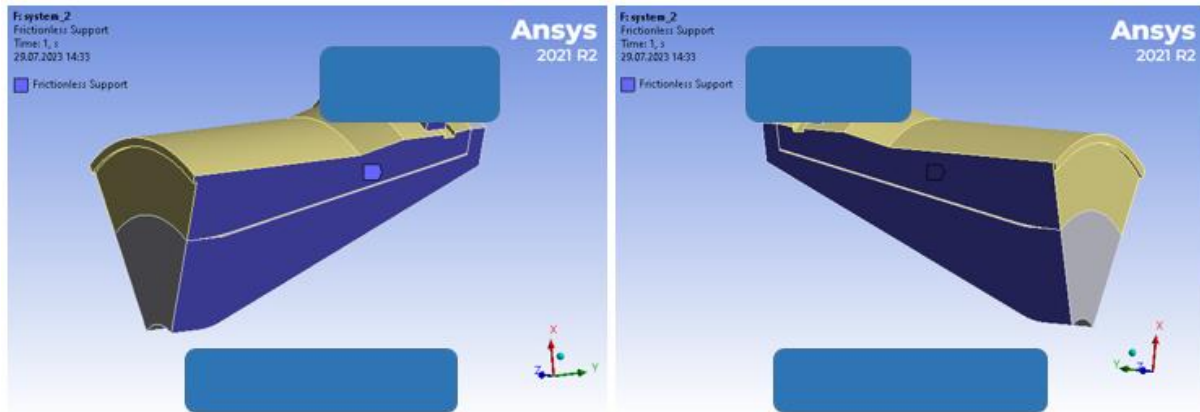 F: system_2
Frictionless Support
Time: 1, s
29.07.2023 14:33
Frictionless Support
Ansys
2021 R2
X
Y
Z
F: system_2
Frictionless Support
Time: 1, s
29.07.2023 14:33
Frictionless Support
Ansys
2021 R2
X
Y
Z